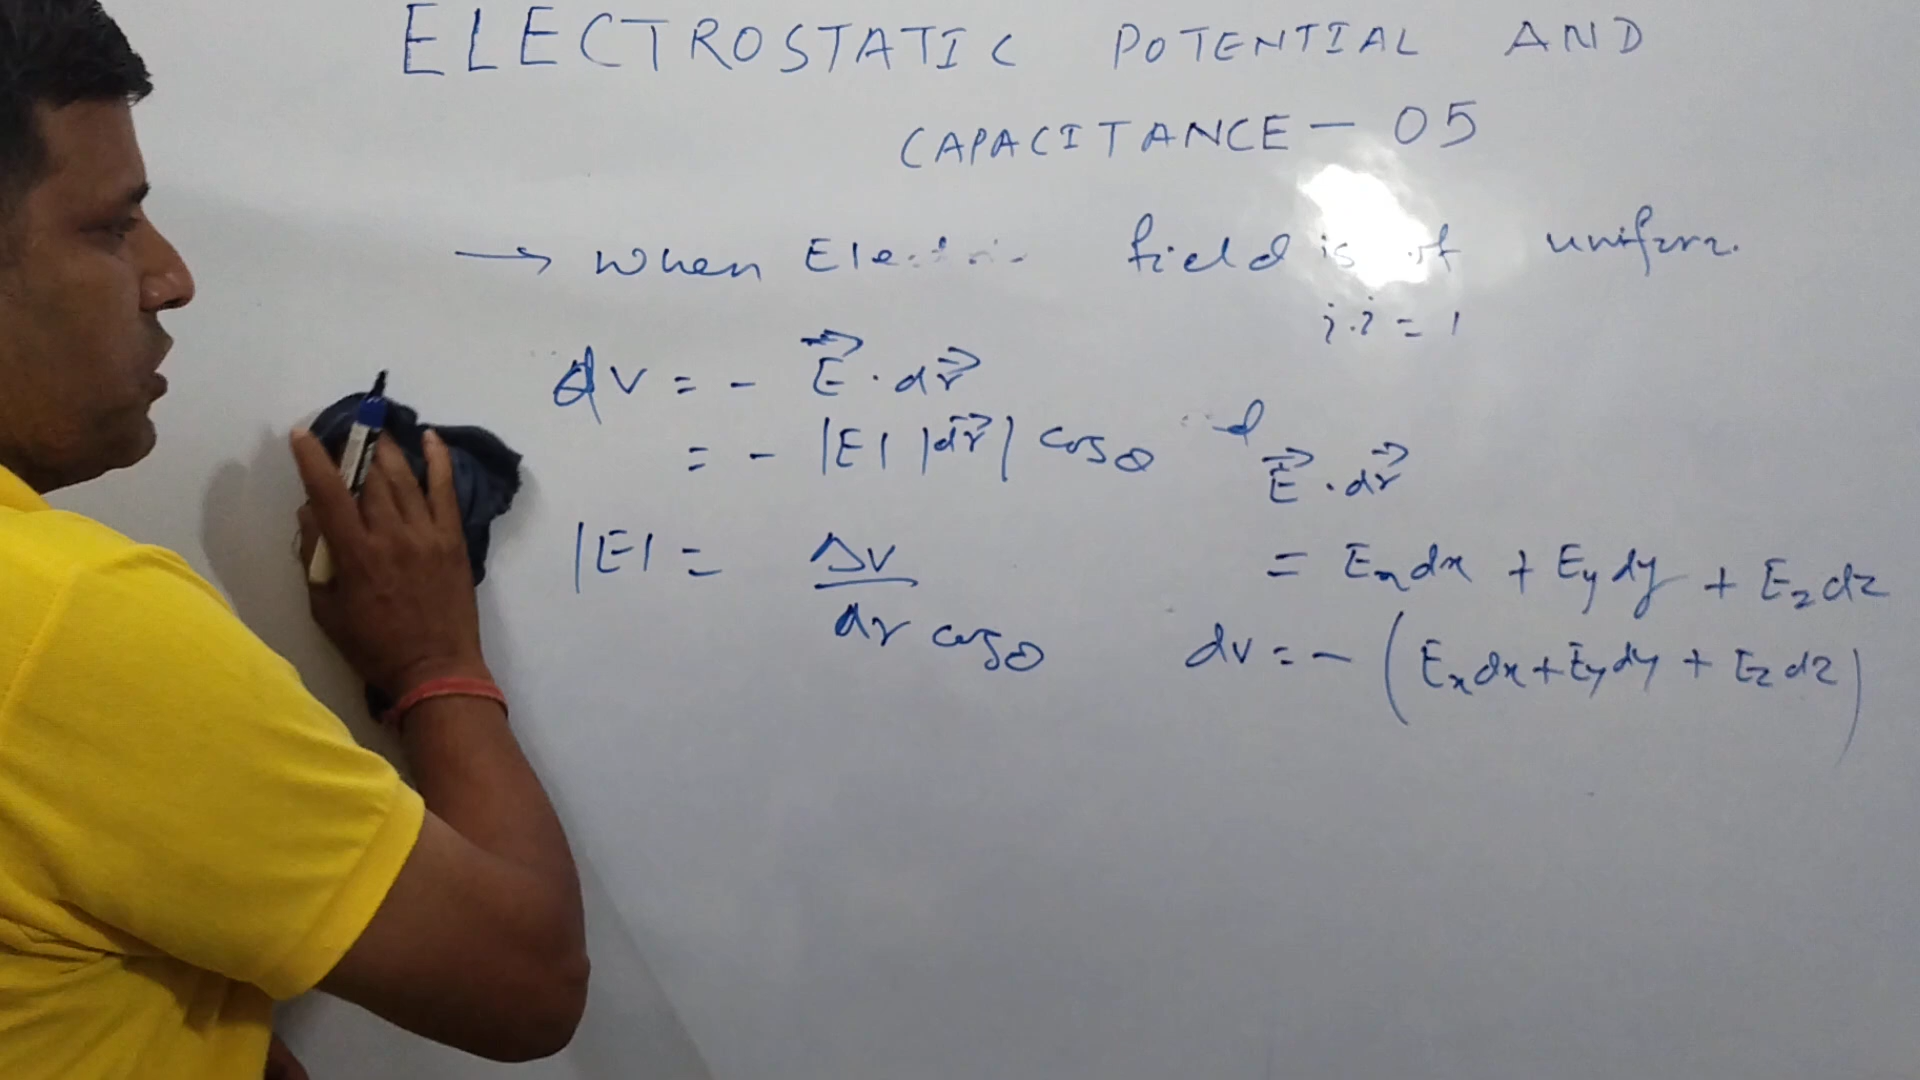 ELECTROSTATIC POTENTIAL AND
CAPACITANCE - 05
→ When Electric field is uniform.
i.i = 1
dv = - E⃗ . dr⃗
= - |E| |dr⃗| cosθ
|E| = Δv / dr cosθ
E⃗ . dr⃗
= Exdx + Eydy + Ezdz
dv = - (Exdx + Eydy + Ezdz)